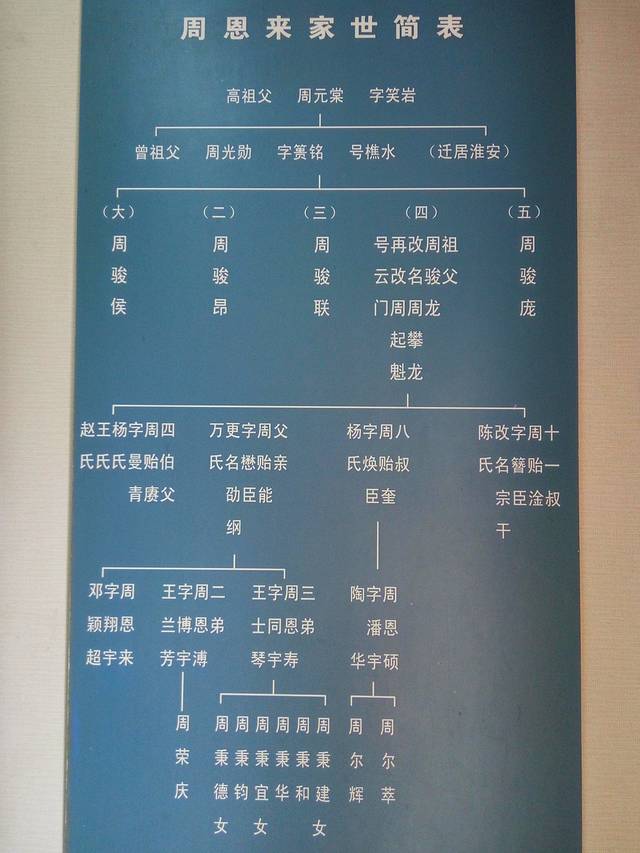 周恩来家世简表
高祖父 周元棠 字笑岩
曾祖父 周光勋 字箦铭 号樵水 （迁居淮安）
（大）
周骏侯
（二）
周骏昂
（三）
周骏联
（四）
祖父
周骏龙
改名周攀龙
再改周起魁
号云门
（五）
周骏庞
四伯父
周贻赓
字曼青
杨氏
王氏
赵氏
父亲
周贻能
字懋臣
更名劭纲
万氏
八叔
周贻奎
字焕臣
杨氏
十一叔
周贻淦
字簪臣
改名宗干
陈氏
周恩来
字翔宇
邓颖超
二弟
周恩溥
字博宇
王兰芳
三弟
周恩寿
字同宇
王士琴
周恩硕
字潘宇
陶华
周荣庆
周秉德女
周秉钧
周秉宜女
周秉华
周秉和
周秉建女
周尔辉
周尔萃